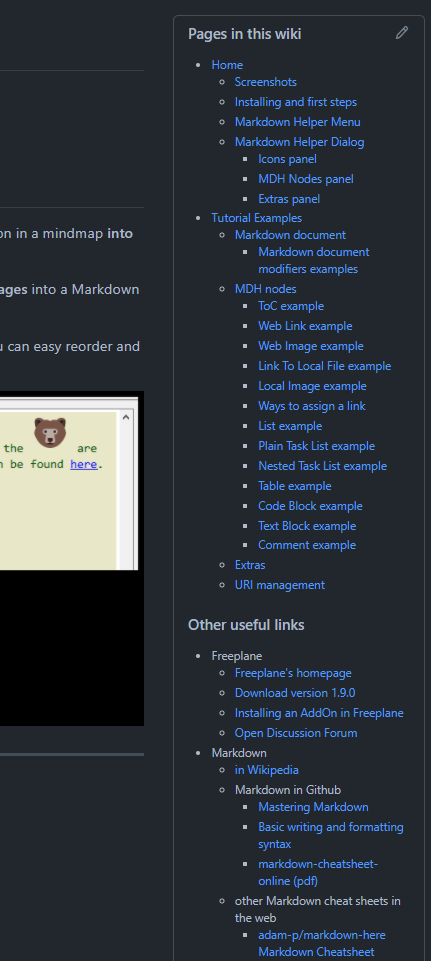 on in a mindmap into
ages into a Markdown
u can easy reorder and
the are
n be found here.
Pages in this wiki
Home
Screenshots
Installing and first steps
Markdown Helper Menu
Markdown Helper Dialog
Icons panel
MDH Nodes panel
Extras panel
Tutorial Examples
Markdown document
Markdown document
modifiers examples
MDH nodes
ToC example
Web Link example
Web Image example
Link To Local File example
Local Image example
Ways to assign a link
List example
Plain Task List example
Nested Task List example
Table example
Code Block example
Text Block example
Comment example
Extras
URI management
Other useful links
Freeplane
Freeplane's homepage
Download version 1.9.0
Installing an AddOn in Freeplane
Open Discussion Forum
Markdown
in Wikipedia
Markdown in Github
Mastering Markdown
Basic writing and formatting
syntax
markdown-cheatsheet-
online (pdf)
other Markdown cheat sheets in
the web
adam-p/markdown-here
Markdown Cheatsheet